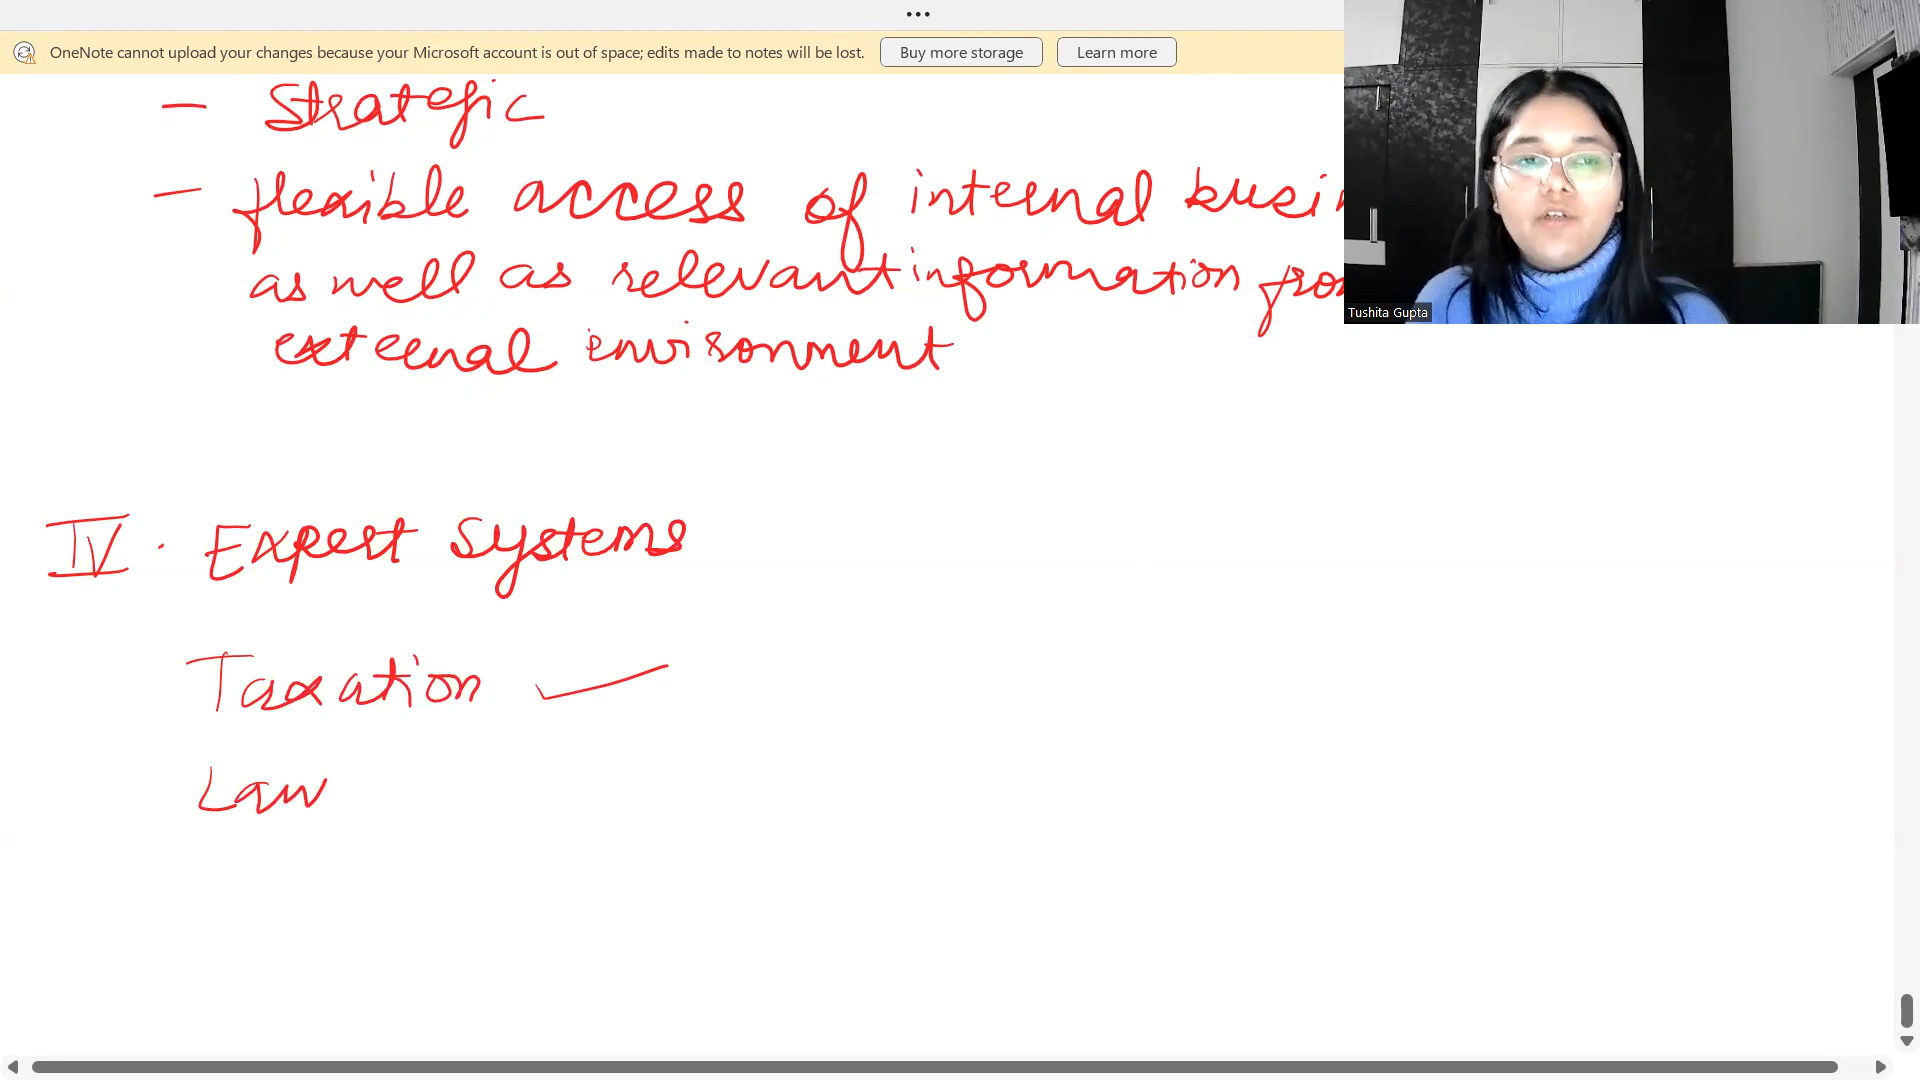 ...
OneNote cannot upload your changes because your Microsoft account is out of space; edits made to notes will be lost. Buy more storage Learn more
- Strategic
- flexible access of internal busin
as well as relevant information from
external environment
IV. Expert Systems
Taxation
Law
Tushita Gupta